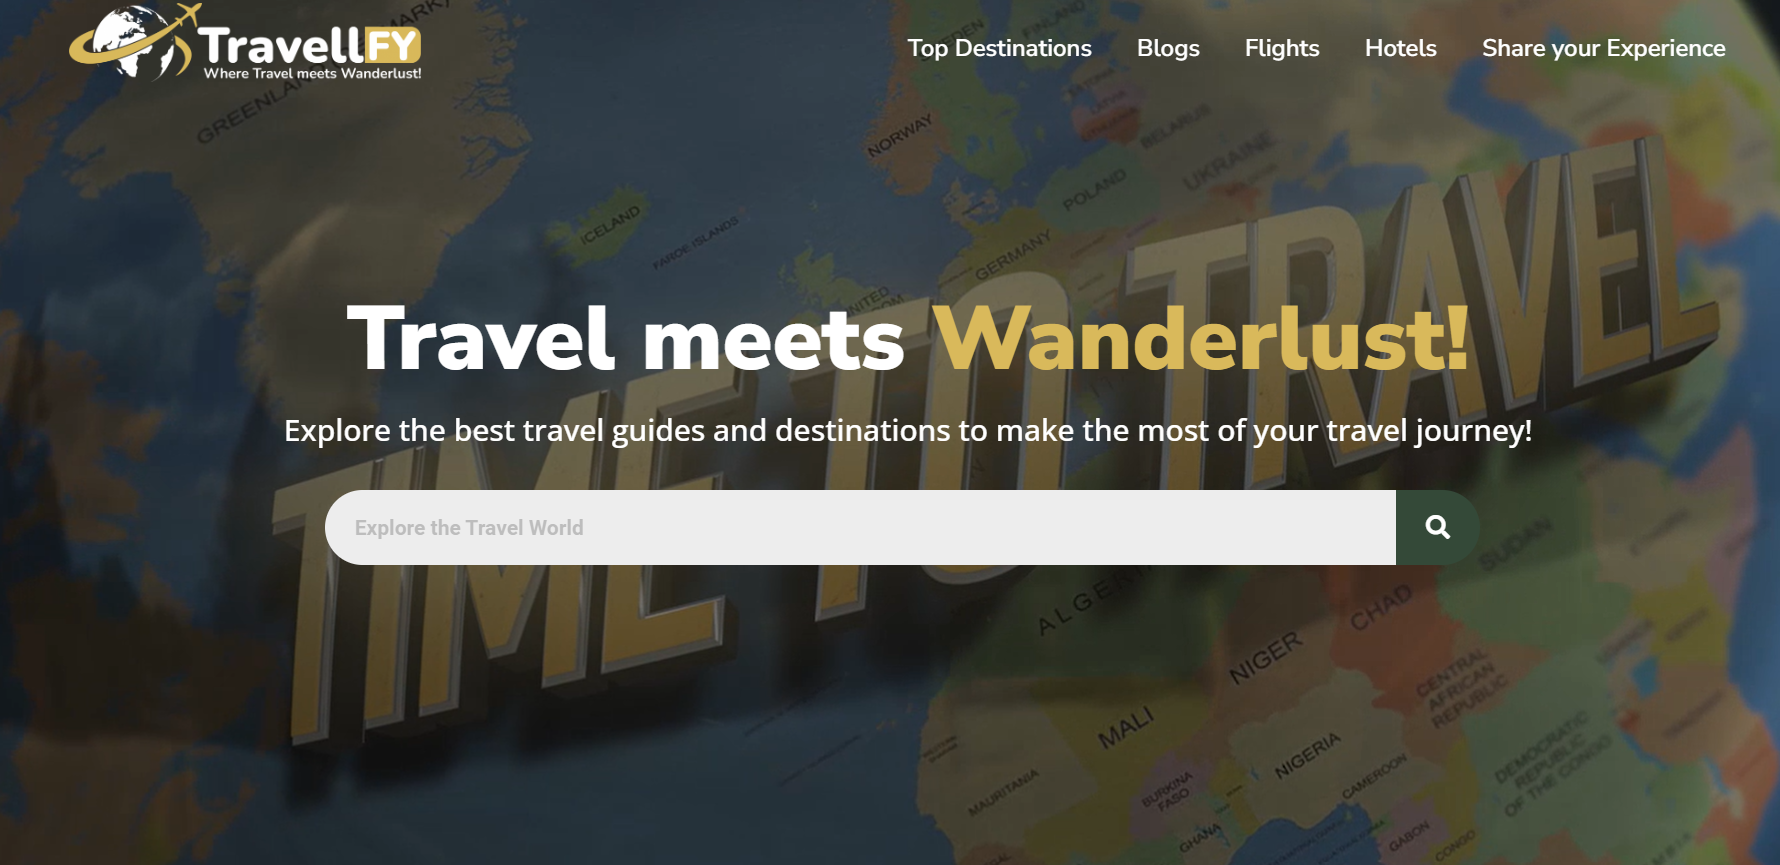 TravellFY
Where Travel meets Wanderlust!
Top Destinations
Blogs
Flights
Hotels
Share your Experience
Travel meets Wanderlust!
Explore the best travel guides and destinations to make the most of your travel journey!
Explore the Travel World
TIME TO TRAVEL
FINLAND
NORWAY
LATVIA
BELARUS
UKRAINE
POLAND
ICELAND
FAROE ISLANDS
GERMANY
SUDAN
CHAD
NIGER
CENTRAL
AFRICAN
REPUBLIC
MALI
NIGERIA
DEMOCRATIC
REPUBLIC
OF THE CONGO
MAURITANIA
BURKINA
FASO
CAMEROON
GHANA
GABON
CONGO